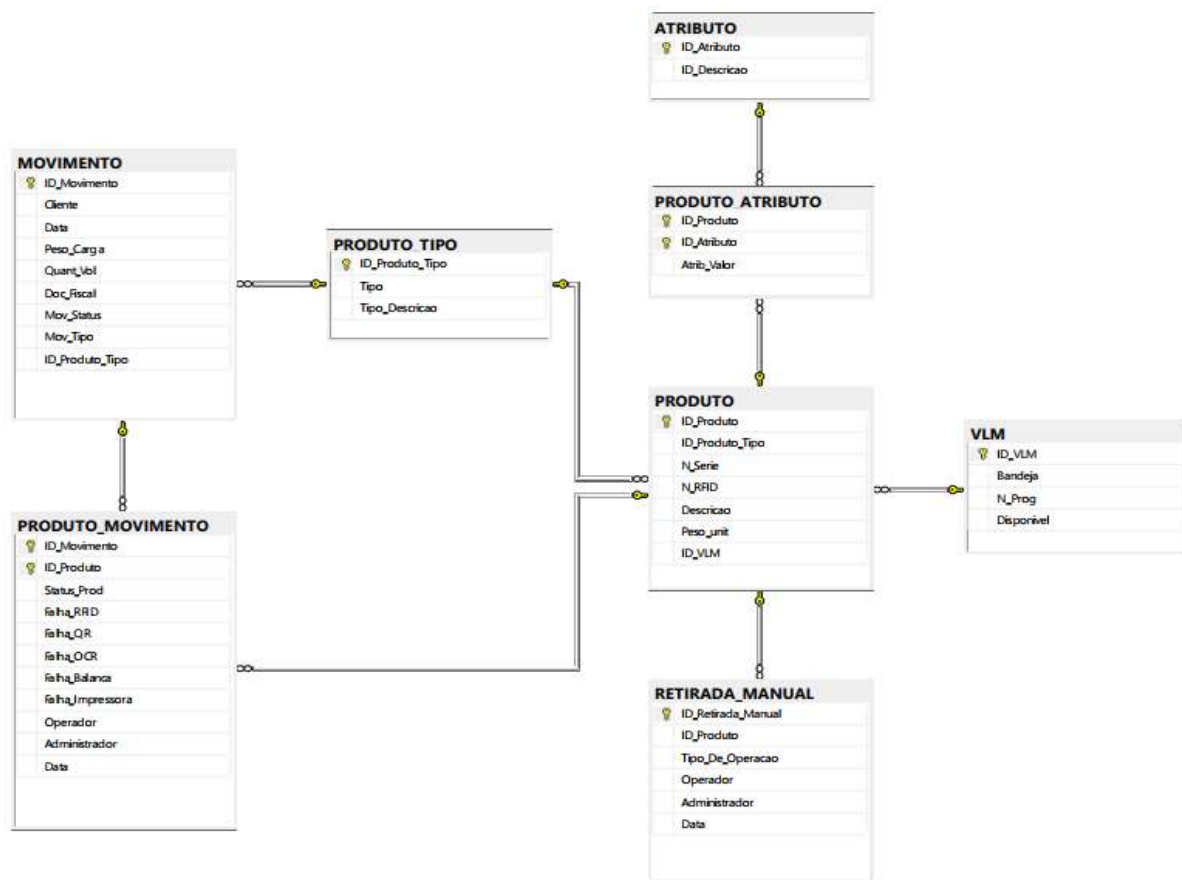 ATRIBUTO
ID_Atributo
ID_Descricao
MOVIMENTO
ID_Movimento
Cliente
Data
Peso_Carga
Quant_Vol
Doc_Fiscal
Mov_Status
Mov_Tipo
ID_Produto_Tipo
PRODUTO_TIPO
ID_Produto_Tipo
Tipo
Tipo_Descricao
PRODUTO_ATRIBUTO
ID_Produto
ID_Atributo
Atrib_Valor
PRODUTO
ID_Produto
ID_Produto_Tipo
N_Serie
N_RFID
Descricao
Peso_unit
ID_VLM
VLM
ID_VLM
Bandeja
N_Prog
Disponivel
PRODUTO_MOVIMENTO
ID_Movimento
ID_Produto
Status_Prod
Falha_RFID
Falha_QR
Falha_OCR
Falha_Balanca
Falha_Impressora
Operador
Administrador
Data
RETIRADA_MANUAL
ID_Retirada_Manual
ID_Produto
Tipo_De_Operacao
Operador
Administrador
Data